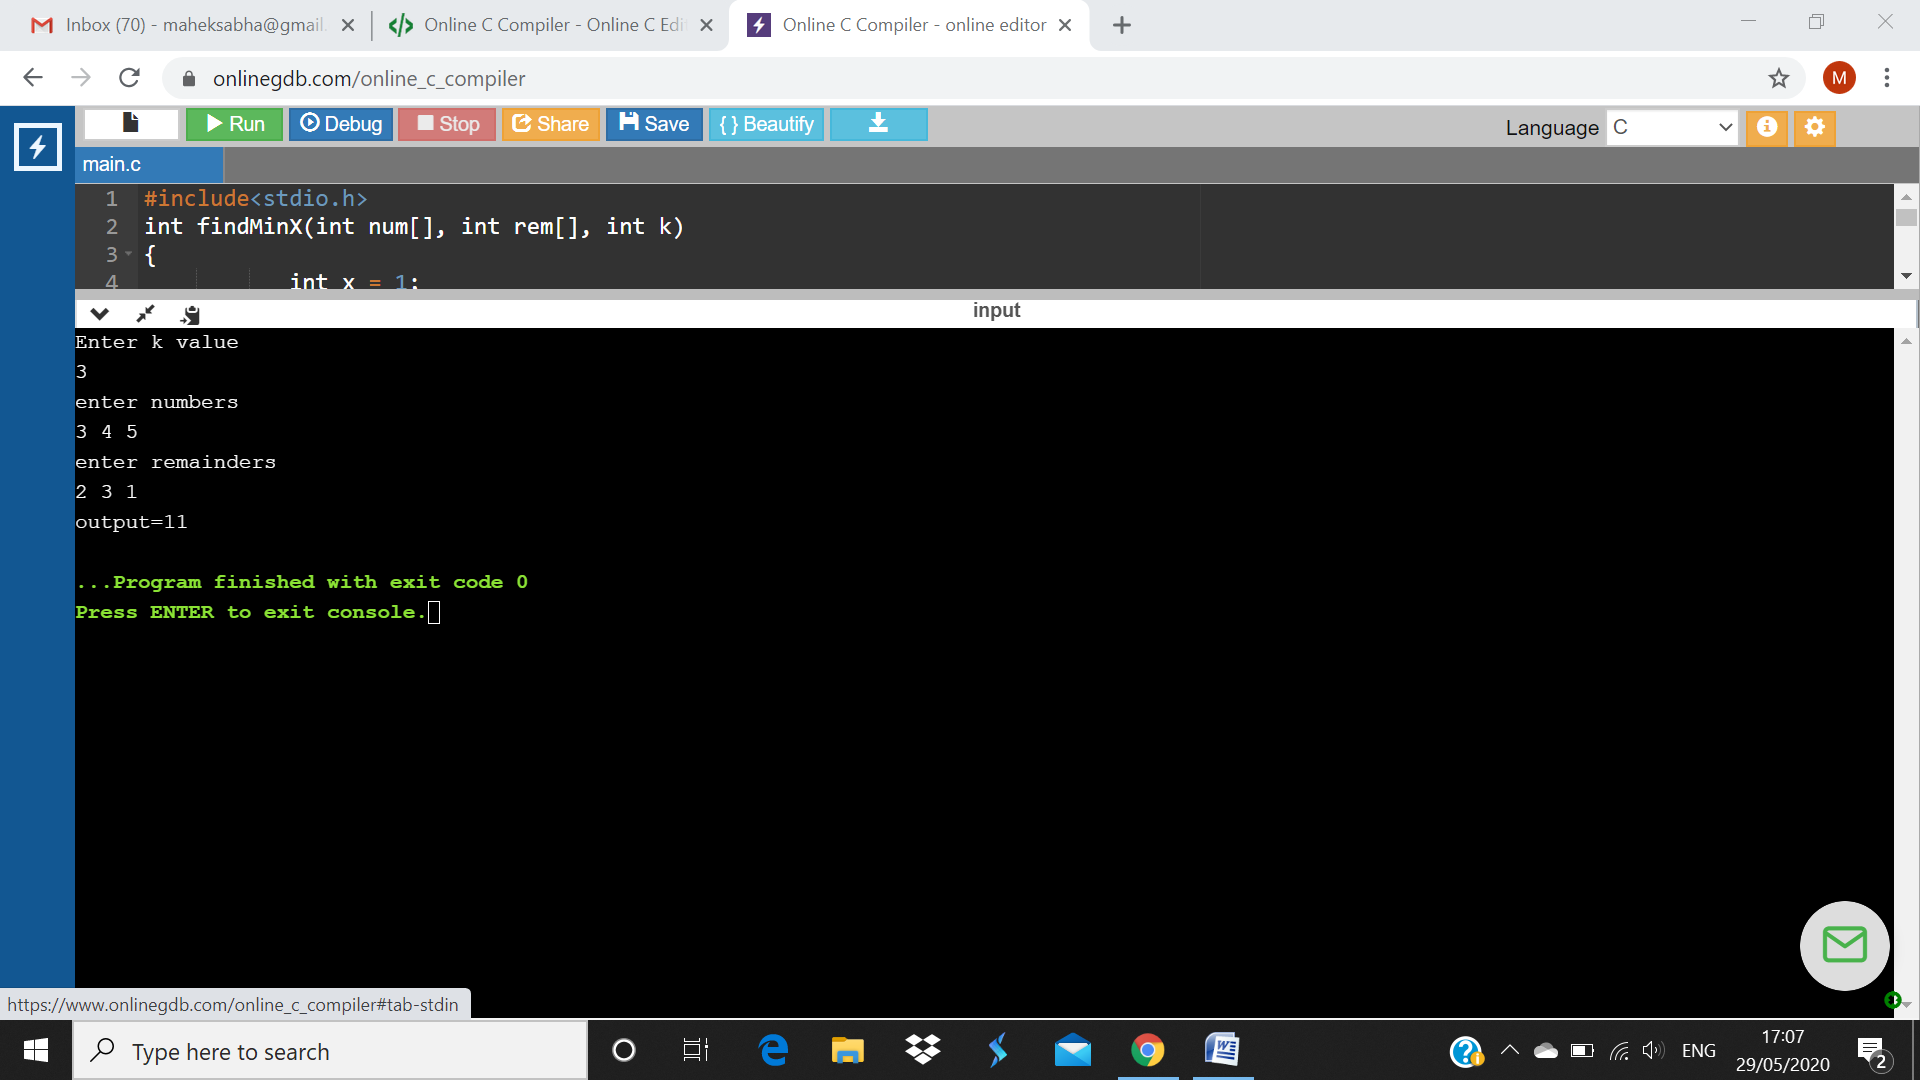 Inbox (70) - maheksabha@gmail.
Online C Compiler - Online C Edi
Online C Compiler - online editor
onlinegdb.com/online_c_compiler
M
Run
Debug
Stop
Share
Save
{ } Beautify
Language
C
main.c
1 #include<stdio.h>
2 int findMinX(int num[], int rem[], int k)
3 {
4 int x = 1;
input
Enter k value
3
enter numbers
3 4 5
enter remainders
2 3 1
output=11
...Program finished with exit code 0
Press ENTER to exit console.
https://www.onlinegdb.com/online_c_compiler#tab-stdin
Type here to search
ENG
17:07
29/05/2020
2